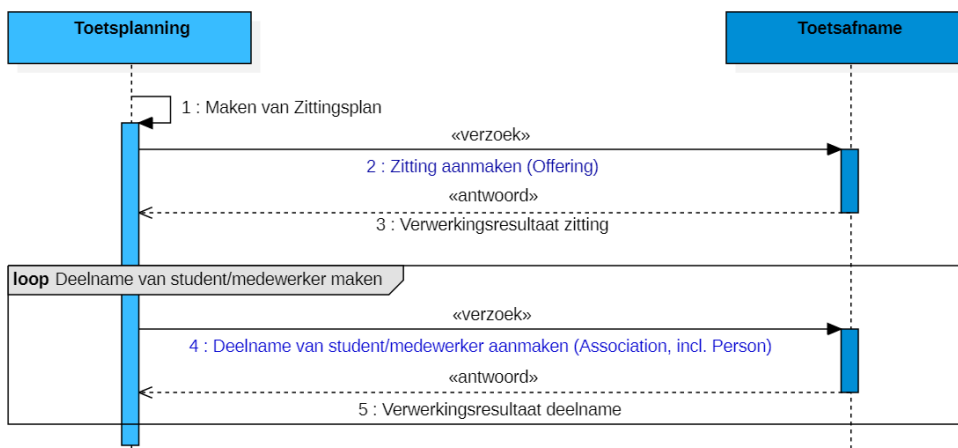 Toetsplanning
Toetsafname
1 : Maken van Zittingsplan
«verzoek»
2 : Zitting aanmaken (Offering)
«antwoord»
3 : Verwerkingsresultaat zitting
loop Deelname van student/medewerker maken
«verzoek»
4 : Deelname van student/medewerker aanmaken (Association, incl. Person)
«antwoord»
5 : Verwerkingsresultaat deelname